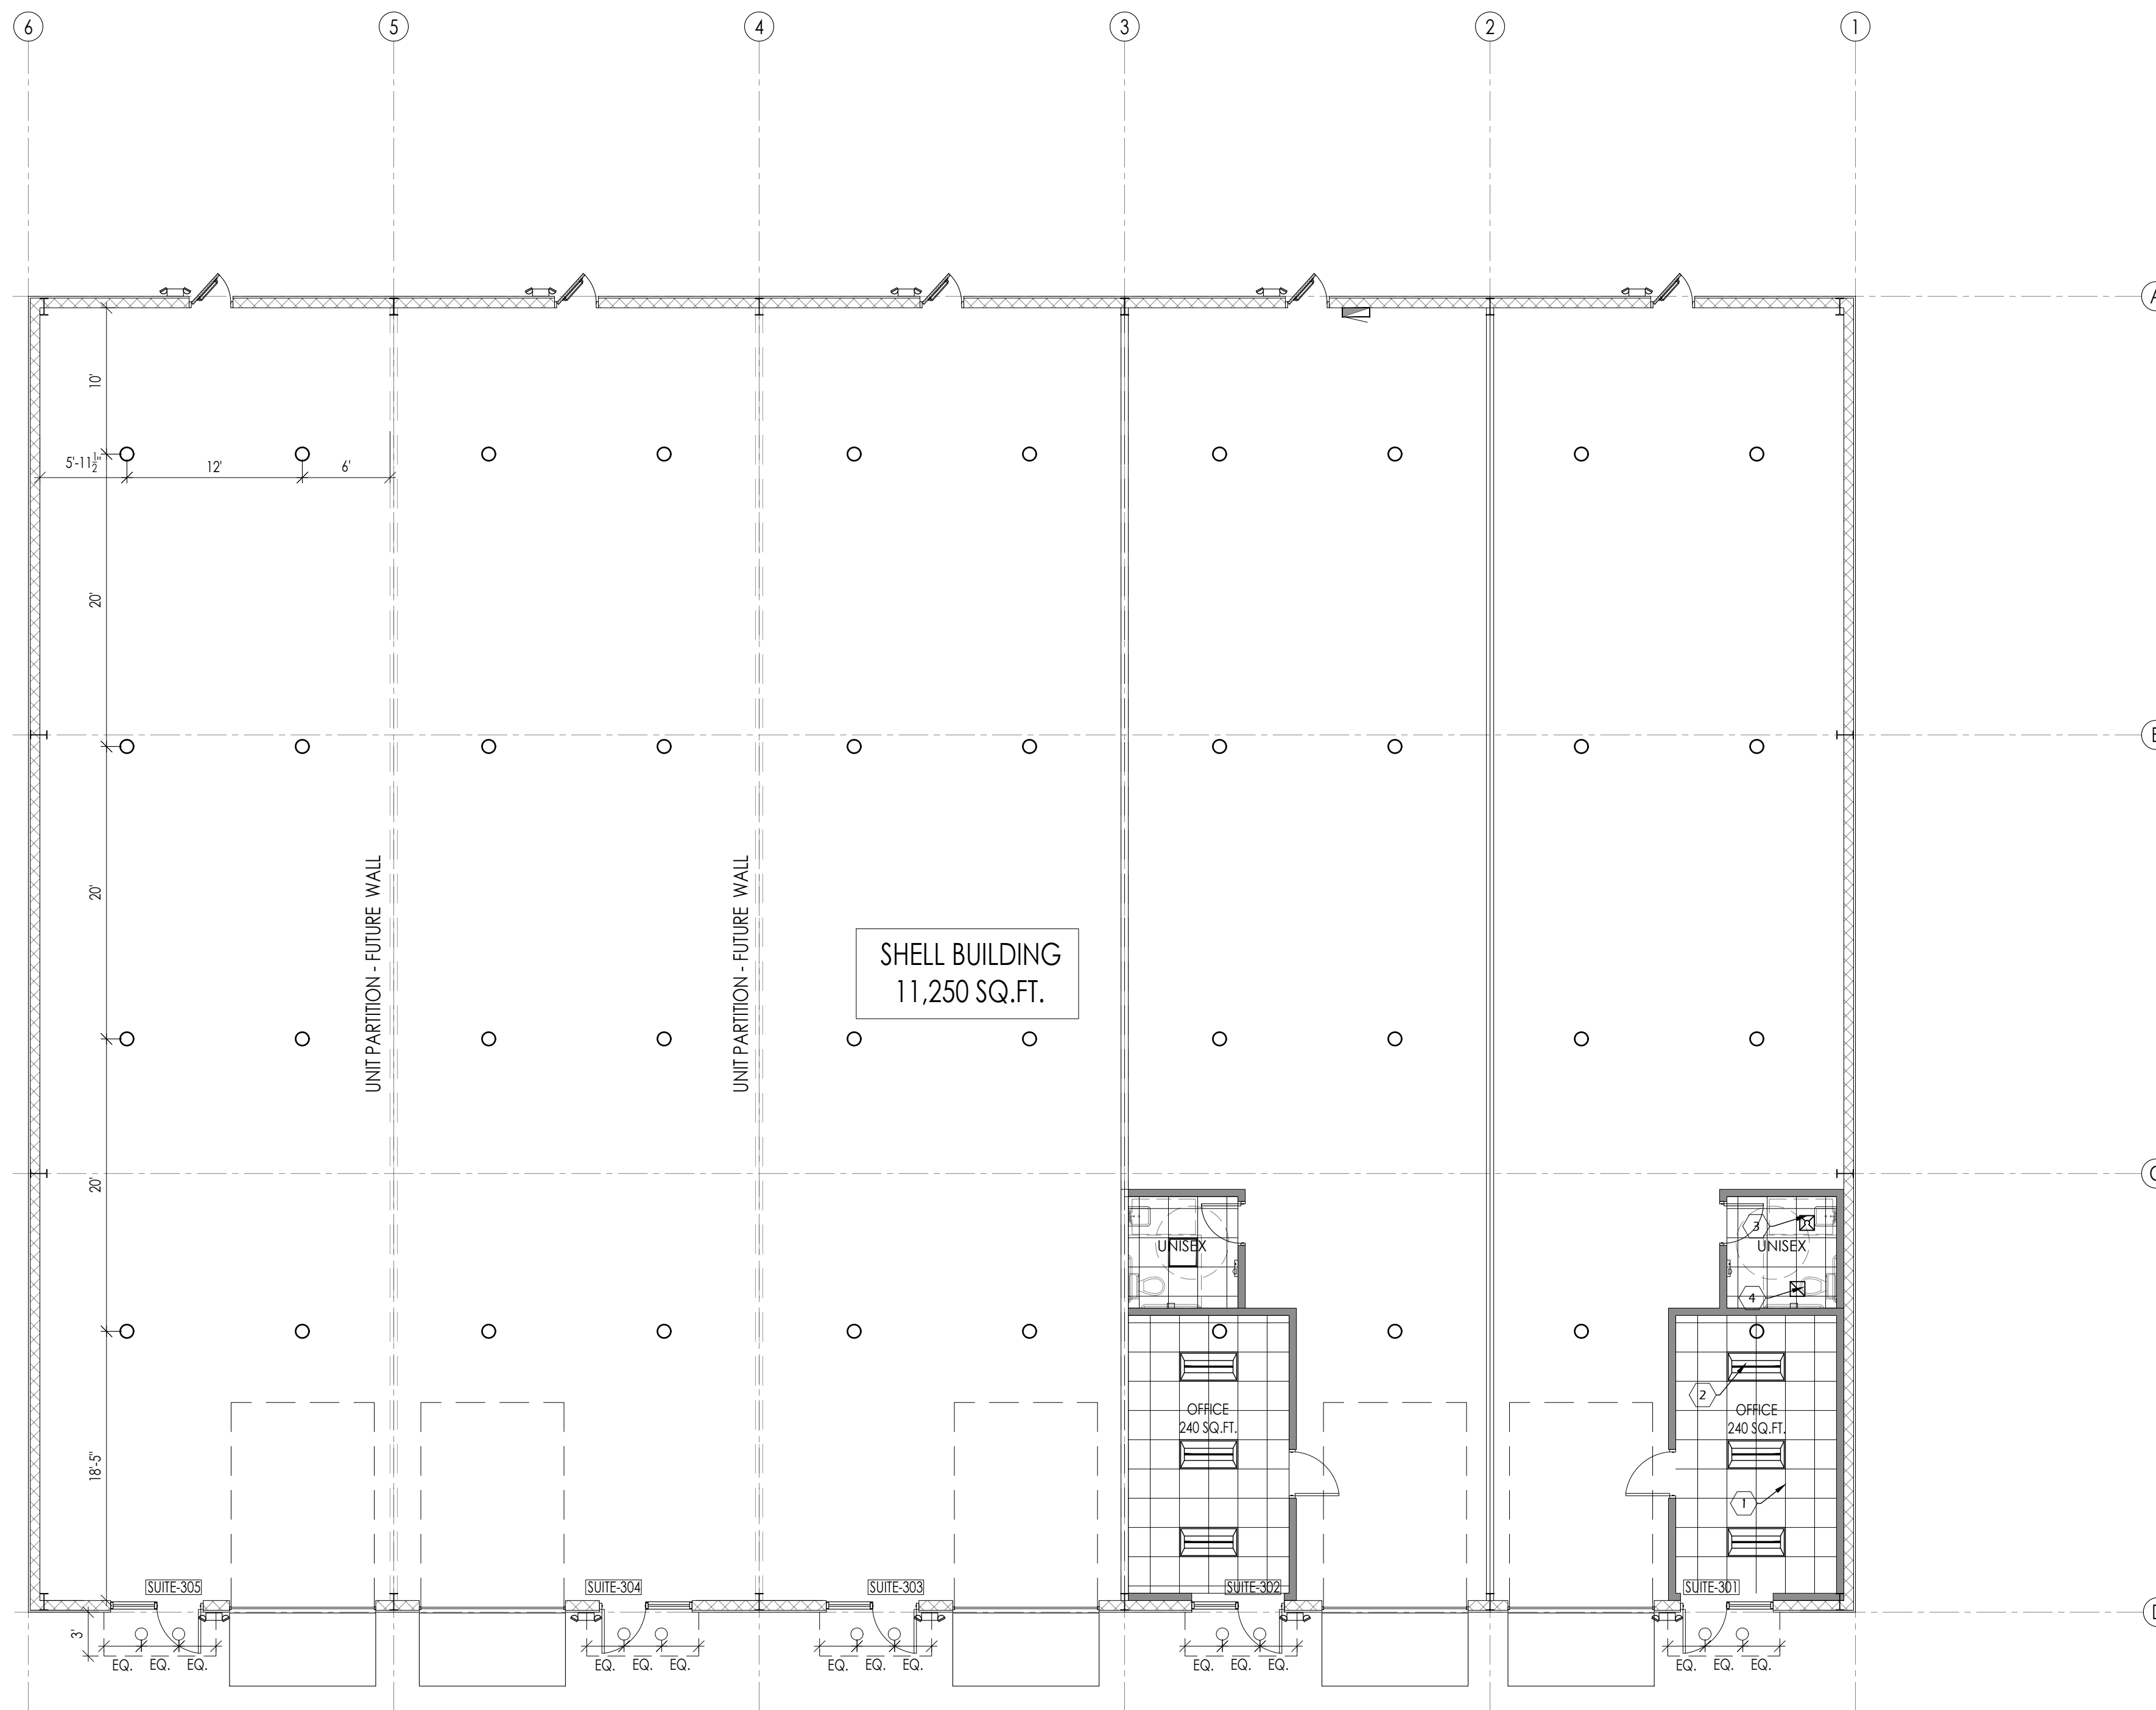 6 5 4 3 2 1
A
10'
5'-11½" 12' 6'
20'
B
20'
UNIT PARTITION - FUTURE WALL
UNIT PARTITION - FUTURE WALL
SHELL BUILDING
11,250 SQ.FT.
C
20'
3
UNISEX
UNISEX
4
2
OFFICE
240 SQ.FT.
OFFICE
240 SQ.FT.
18'-5"
1
SUITE-305
SUITE-304
SUITE-303
SUITE-302
SUITE-301
3'
EQ. EQ. EQ.
EQ. EQ. EQ.
EQ. EQ. EQ.
EQ. EQ. EQ.
EQ. EQ. EQ.